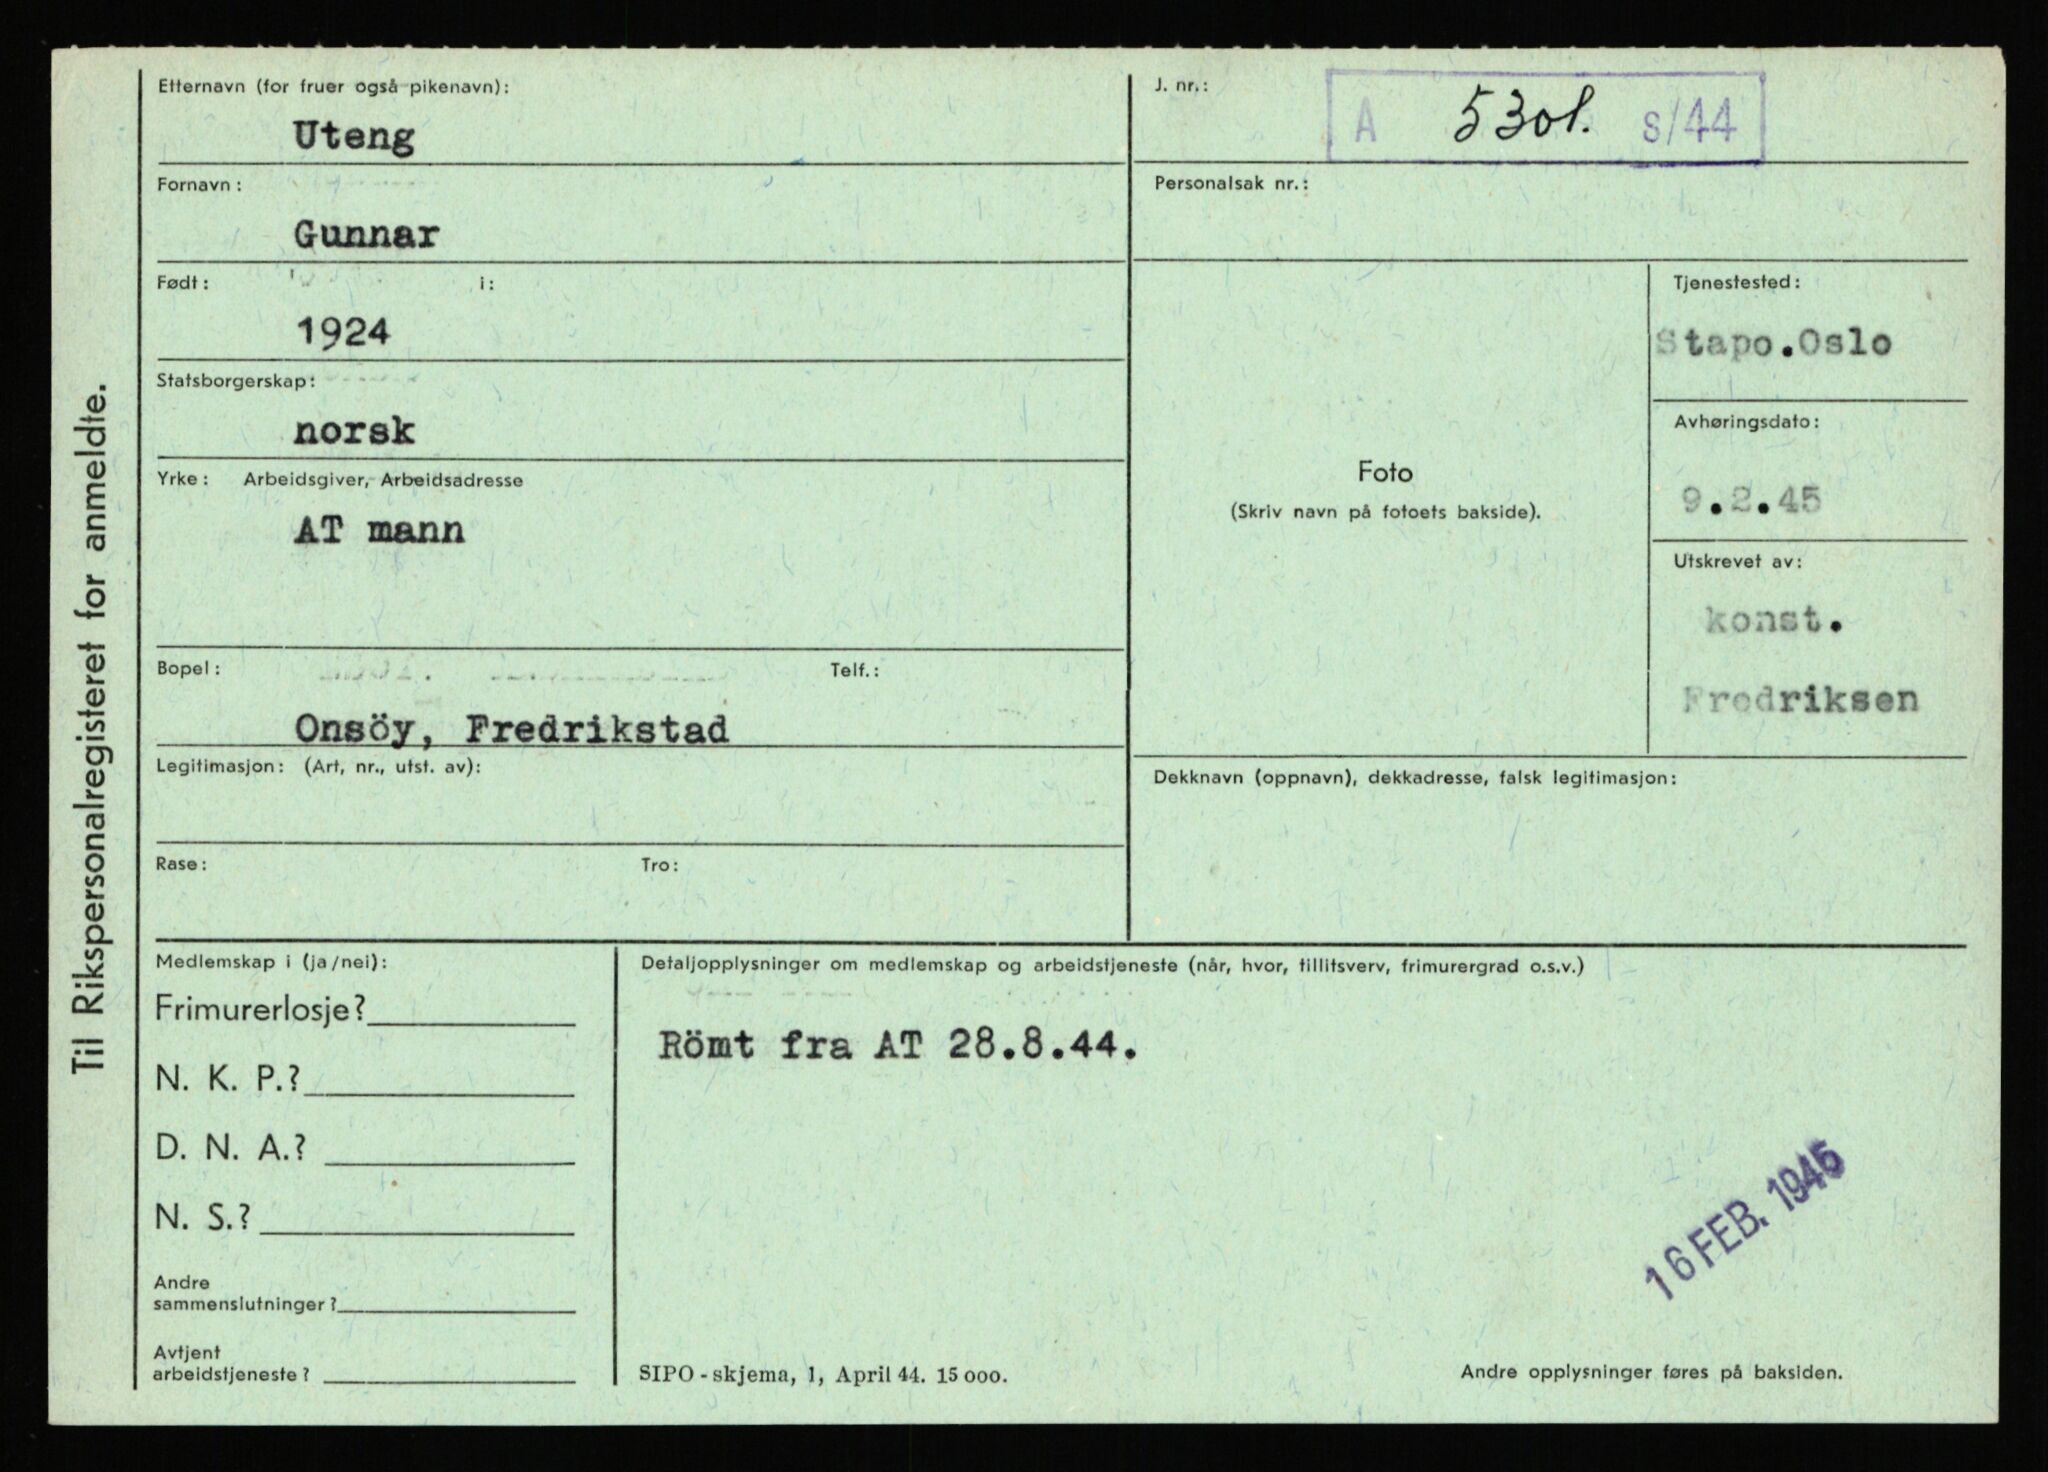 Til Rikspersonalregisteret for anmeldte.
Etternavn (for fruer også pikenavn):
Uteng
Fornavn:
Gunnar
Født: i:
1924
Statsborgerskap:
norsk
Yrke: Arbeidsgiver, Arbeidsadresse
AT mann
Bopel: Telf.:
Onsöy, Fredrikstad
Legitimasjon: (Art, nr., utst. av):
Rase: Tro:
J. nr.:
A 5301. s/44
Personalsak nr.:
Foto
(Skriv navn på fotoets bakside).
Tjenestested:
Stapo.Oslo
Avhøringsdato:
9.2.45
Utskrevet av:
konst.
Fredriksen
Dekknavn (oppnavn), dekkadresse, falsk legitimasjon:
Medlemskap i (ja/nei):
Frimurerlosje?
N. K. P.?
D. N. A.?
N. S.?
Andre
sammenslutninger?
Avtjent
arbeidstjeneste?
Detaljopplysninger om medlemskap og arbeidstjeneste (når, hvor, tillitsverv, frimurergrad o.s.v.)
Römt fra AT 28.8.44.
16 FEB. 1945
SIPO - skjema, 1, April 44. 15 000.
Andre opplysninger føres på baksiden.